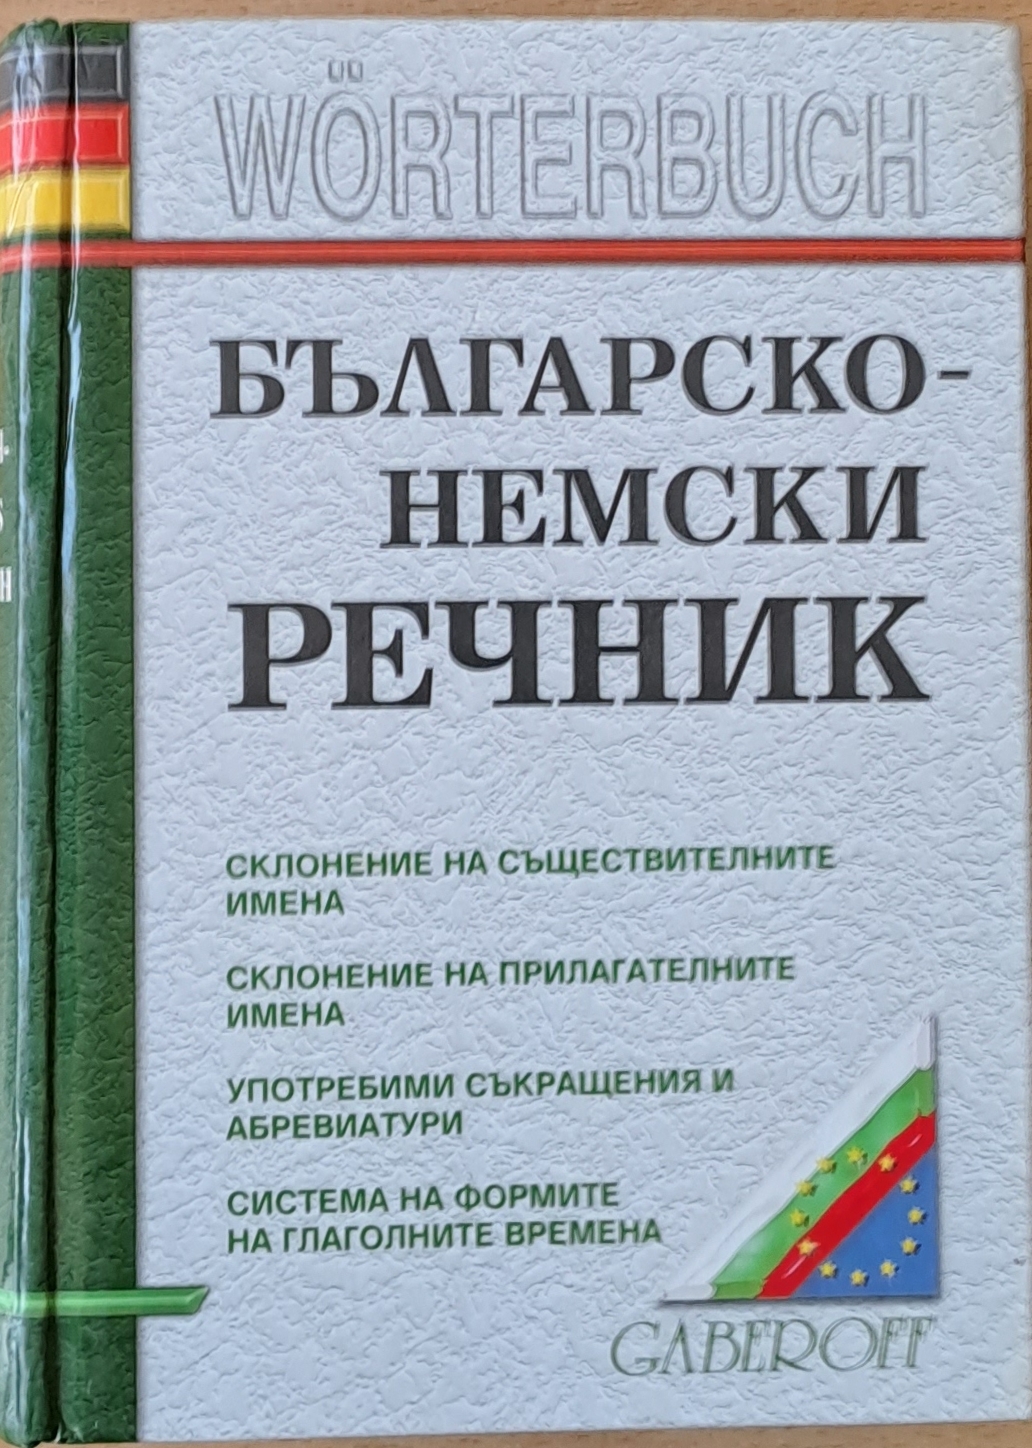 WÖRTERBUCH
БЪЛГАРСКО-
НЕМСКИ
РЕЧНИК
СКЛОНЕНИЕ НА СЪЩЕСТВИТЕЛНИТЕ
ИМЕНА
СКЛОНЕНИЕ НА ПРИЛАГАТЕЛНИТЕ
ИМЕНА
УПОТРЕБИМИ СЪКРАЩЕНИЯ И
АБРЕВИАТУРИ
СИСТЕМА НА ФОРМИТЕ
НА ГЛАГОЛНИТЕ ВРЕМЕНА
GABEROFF